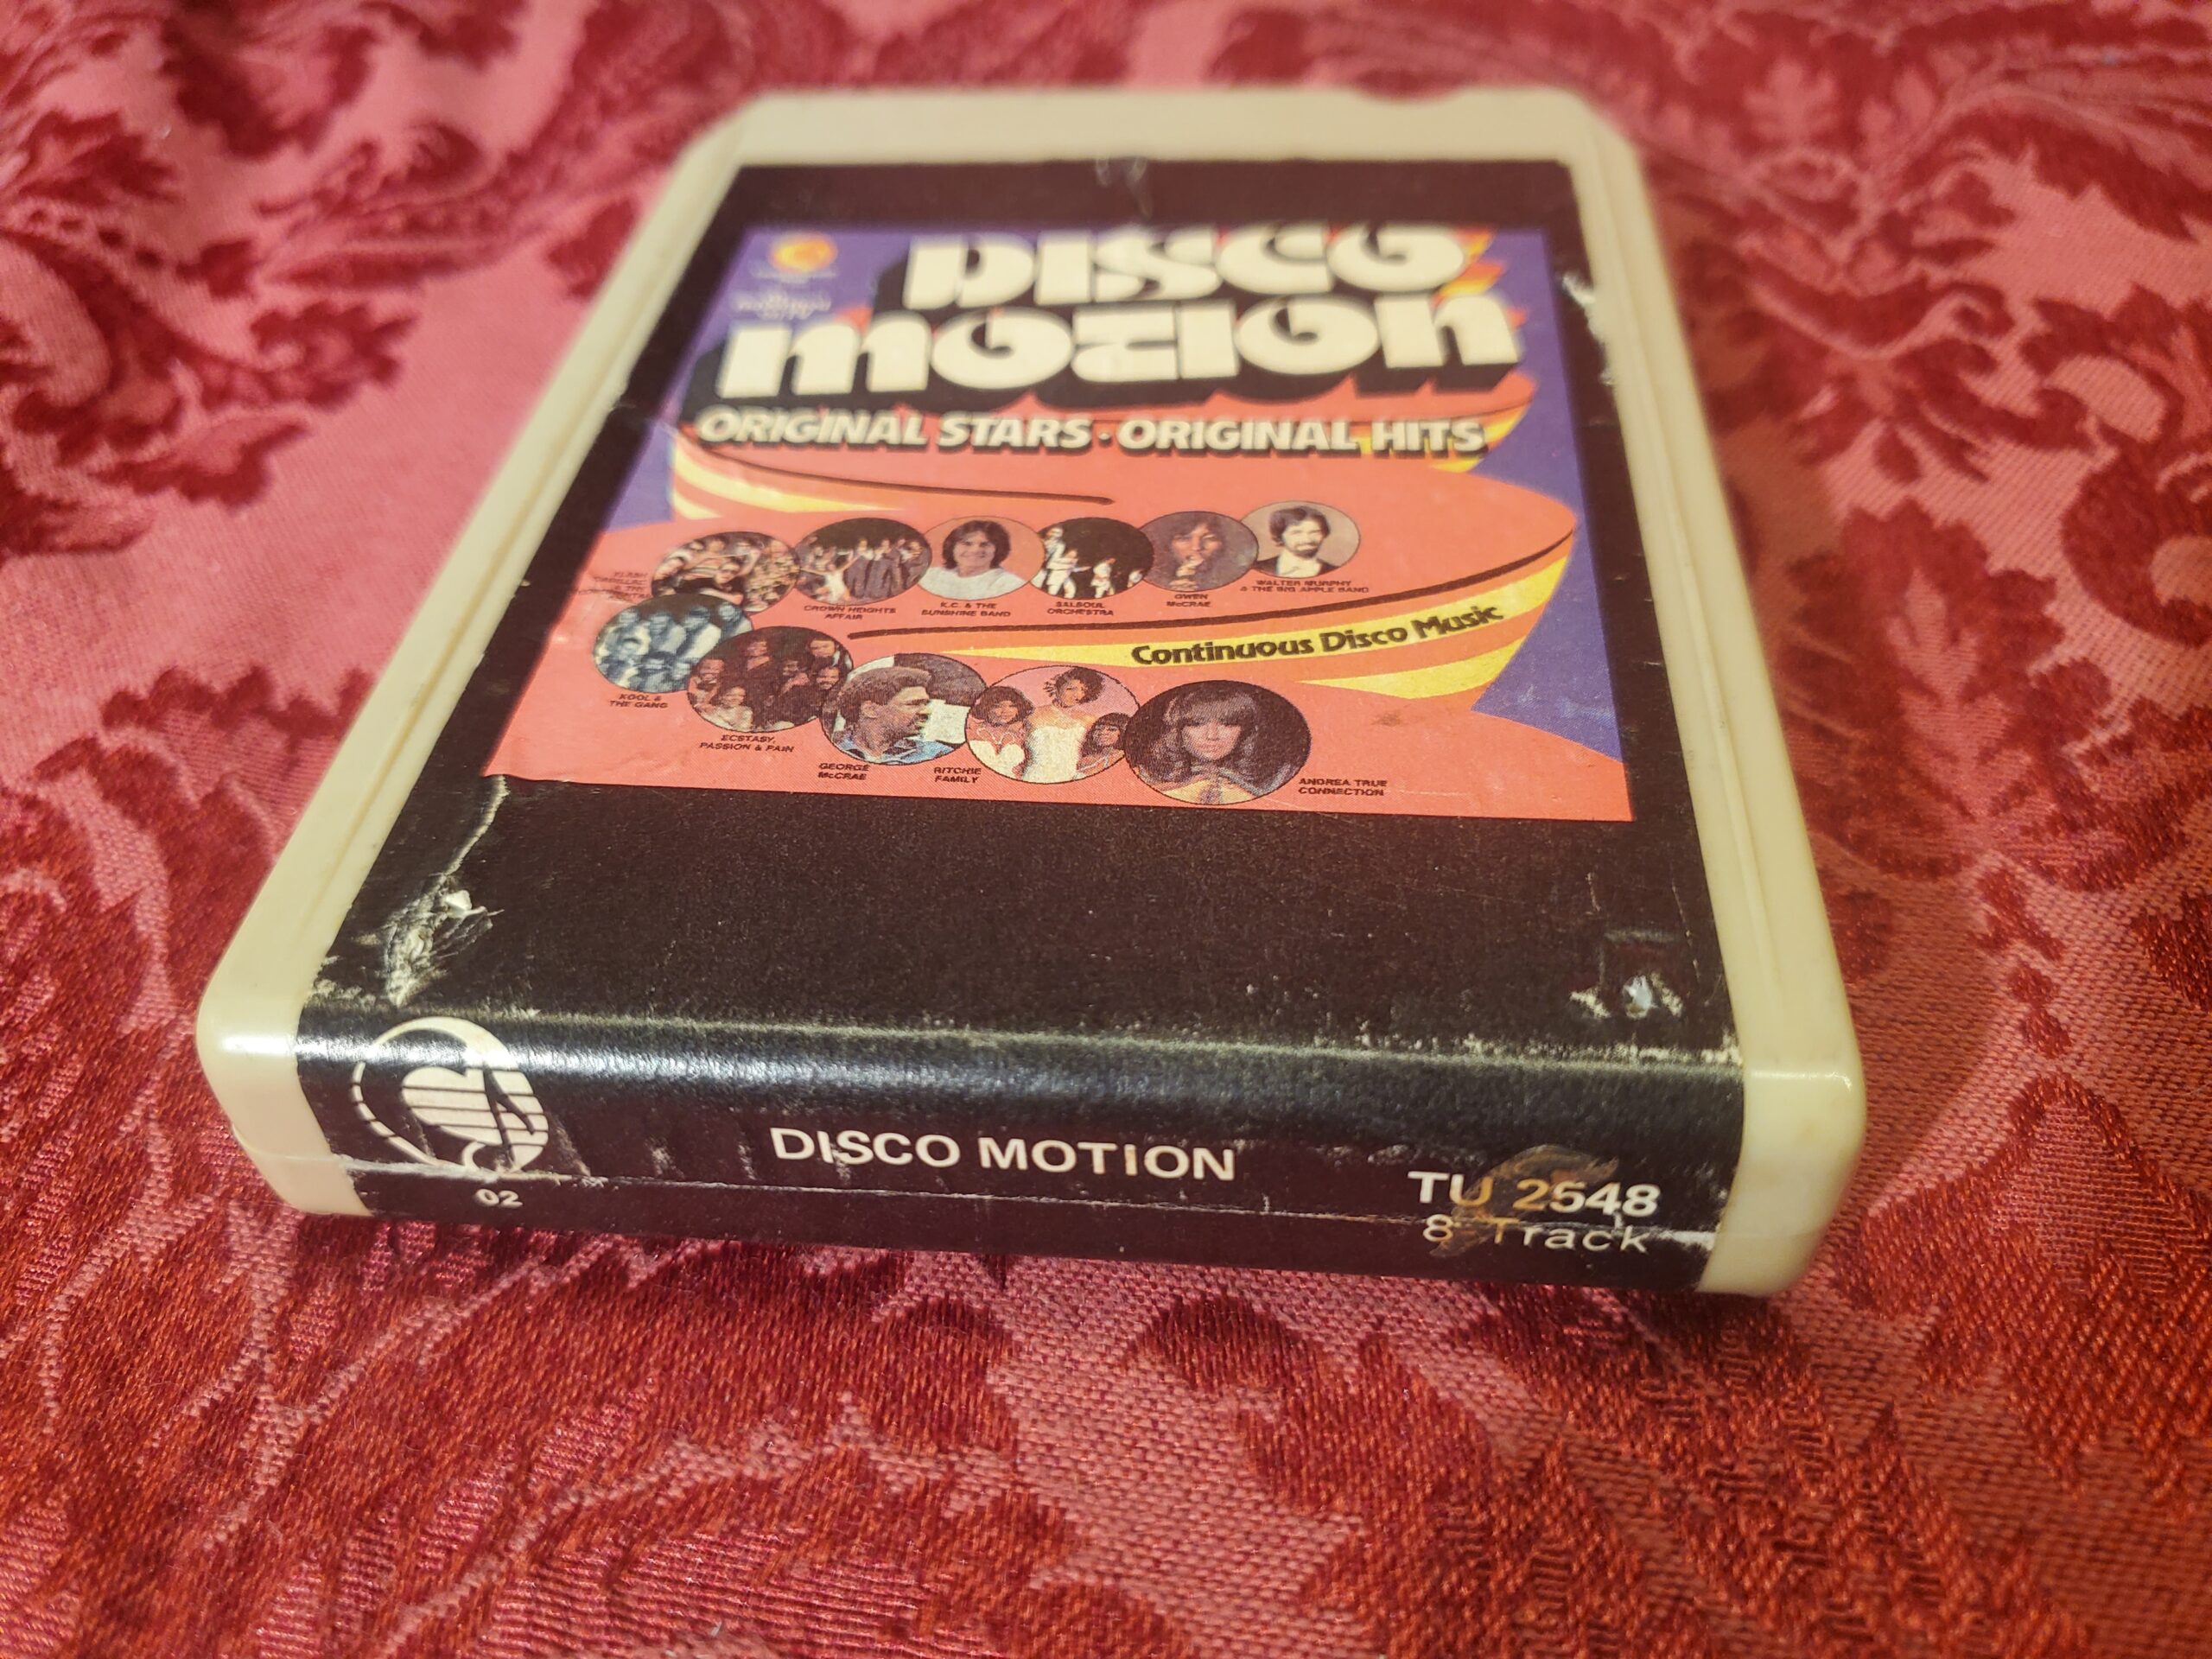 DISCO
MOTION
ORIGINAL STARS · ORIGINAL HITS
CROWN HEIGHTS
AFFAIR
K.C. & THE
SUNSHINE BAND
SALSOUL
ORCHESTRA
GWEN
McCRAE
WALTER MURPHY
& THE BIG APPLE BAND
Continuous Disco Music
KOOL &
THE GANG
ECSTASY,
PASSION & PAIN
GEORGE
McCRAE
RITCHIE
FAMILY
ANDREA TRUE
CONNECTION
02
DISCO MOTION
TU 2548
8 Track